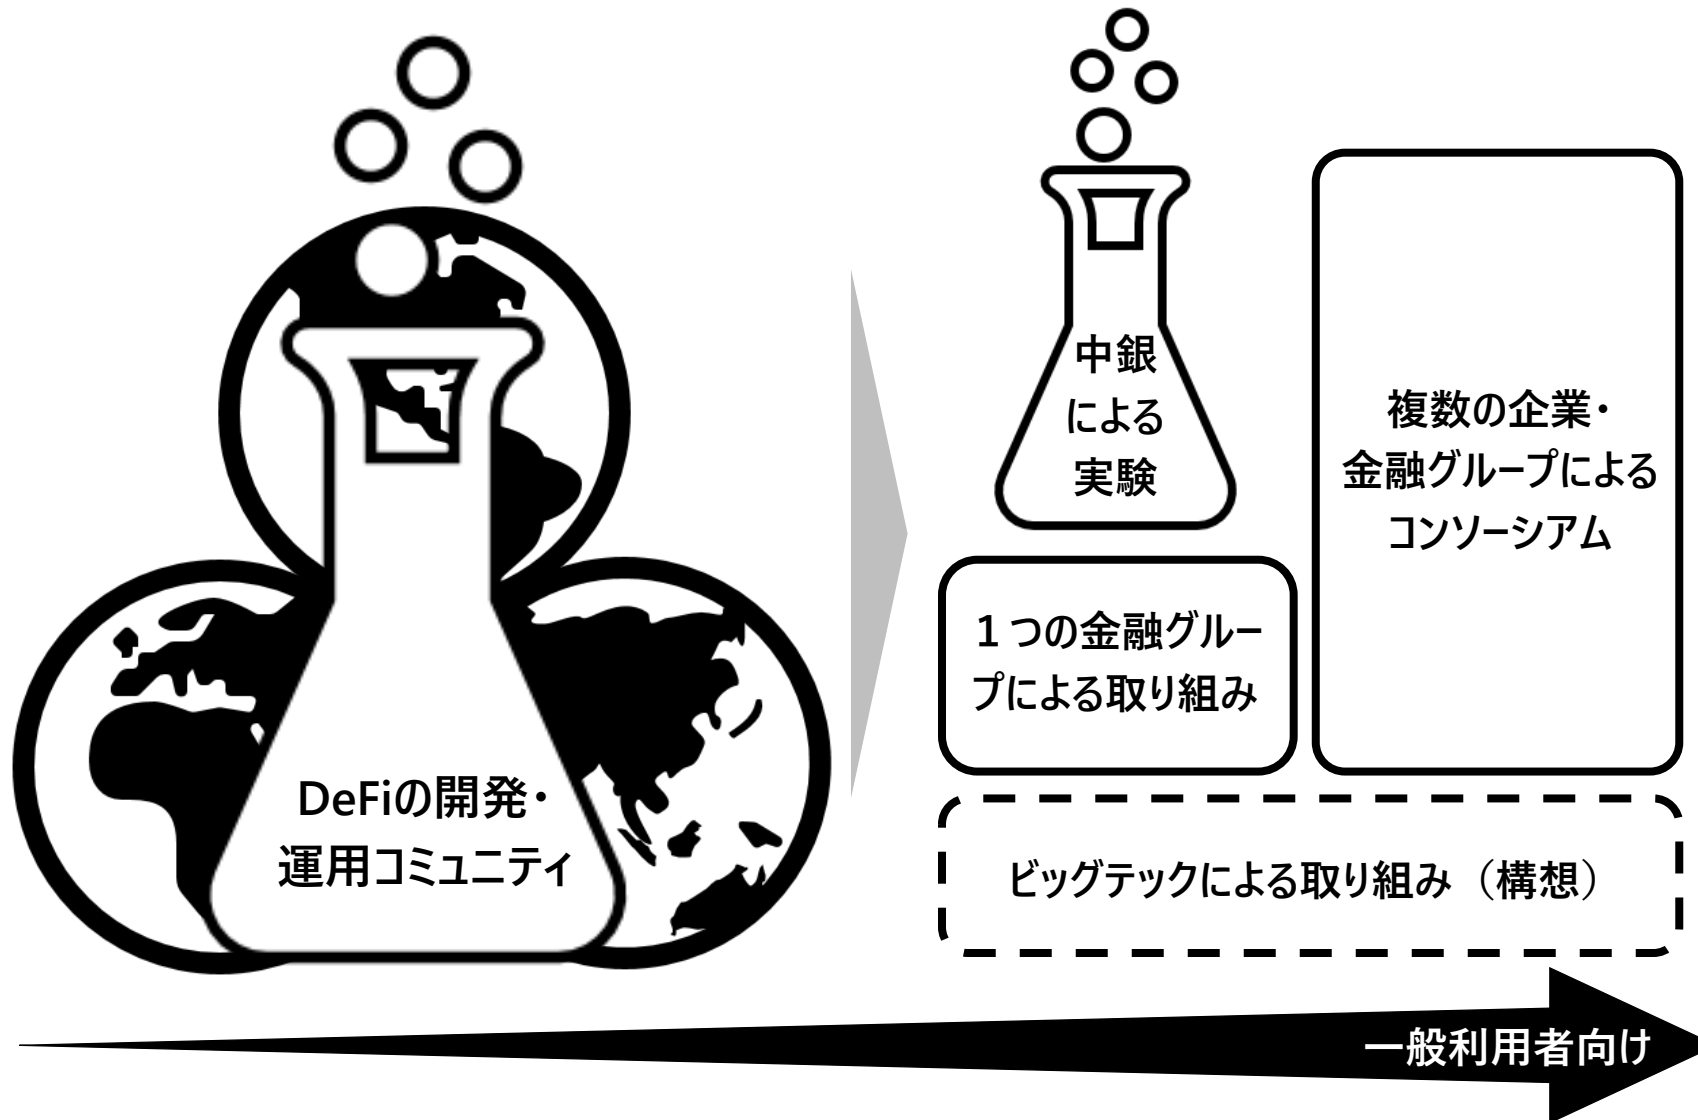 DeFiの開発・
運用コミュニティ
中銀
による
実験
１つの金融グルー
プによる取り組み
複数の企業・
金融グループによる
コンソーシアム
ビッグテックによる取り組み（構想）
一般利用者向け